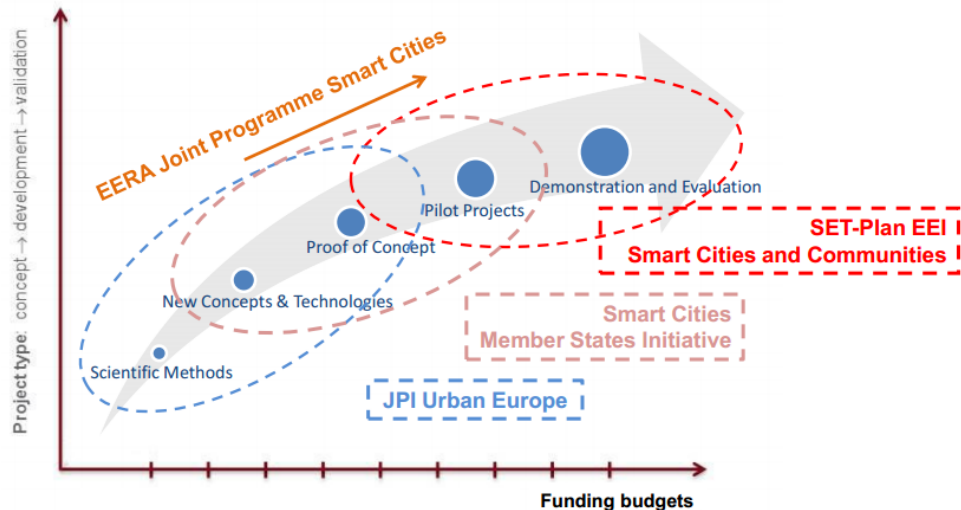 EERA Joint Programme Smart Cities
Project type: concept → development → validation
Demonstration and Evaluation
Pilot Projects
Proof of Concept
New Concepts & Technologies
Scientific Methods
SET-Plan EEI
Smart Cities and Communities
Smart Cities
Member States Initiative
JPI Urban Europe
Funding budgets